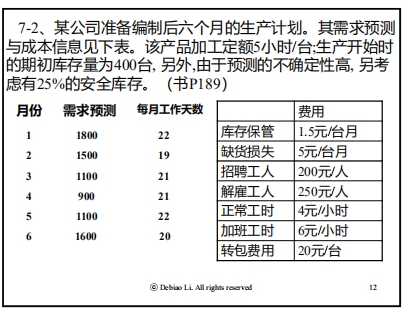 7-2、某公司准备编制后六个月的生产计划。其需求预测
与成本信息见下表。该产品加工定额5小时/台;生产开始时
的期初库存量为400台, 另外,由于预测的不确定性高, 另考
虑有25%的安全库存。（书P189）
月份 需求预测 每月工作天数
1 1800 22
2 1500 19
3 1100 21
4 900 21
5 1100 22
6 1600 20
费用
库存保管 1.5元/台月
缺货损失 5元/台月
招聘工人 200元/人
解雇工人 250元/人
正常工时 4元/小时
加班工时 6元/小时
转包费用 20元/台
ⓒ Debiao Li. All rights reserved 12